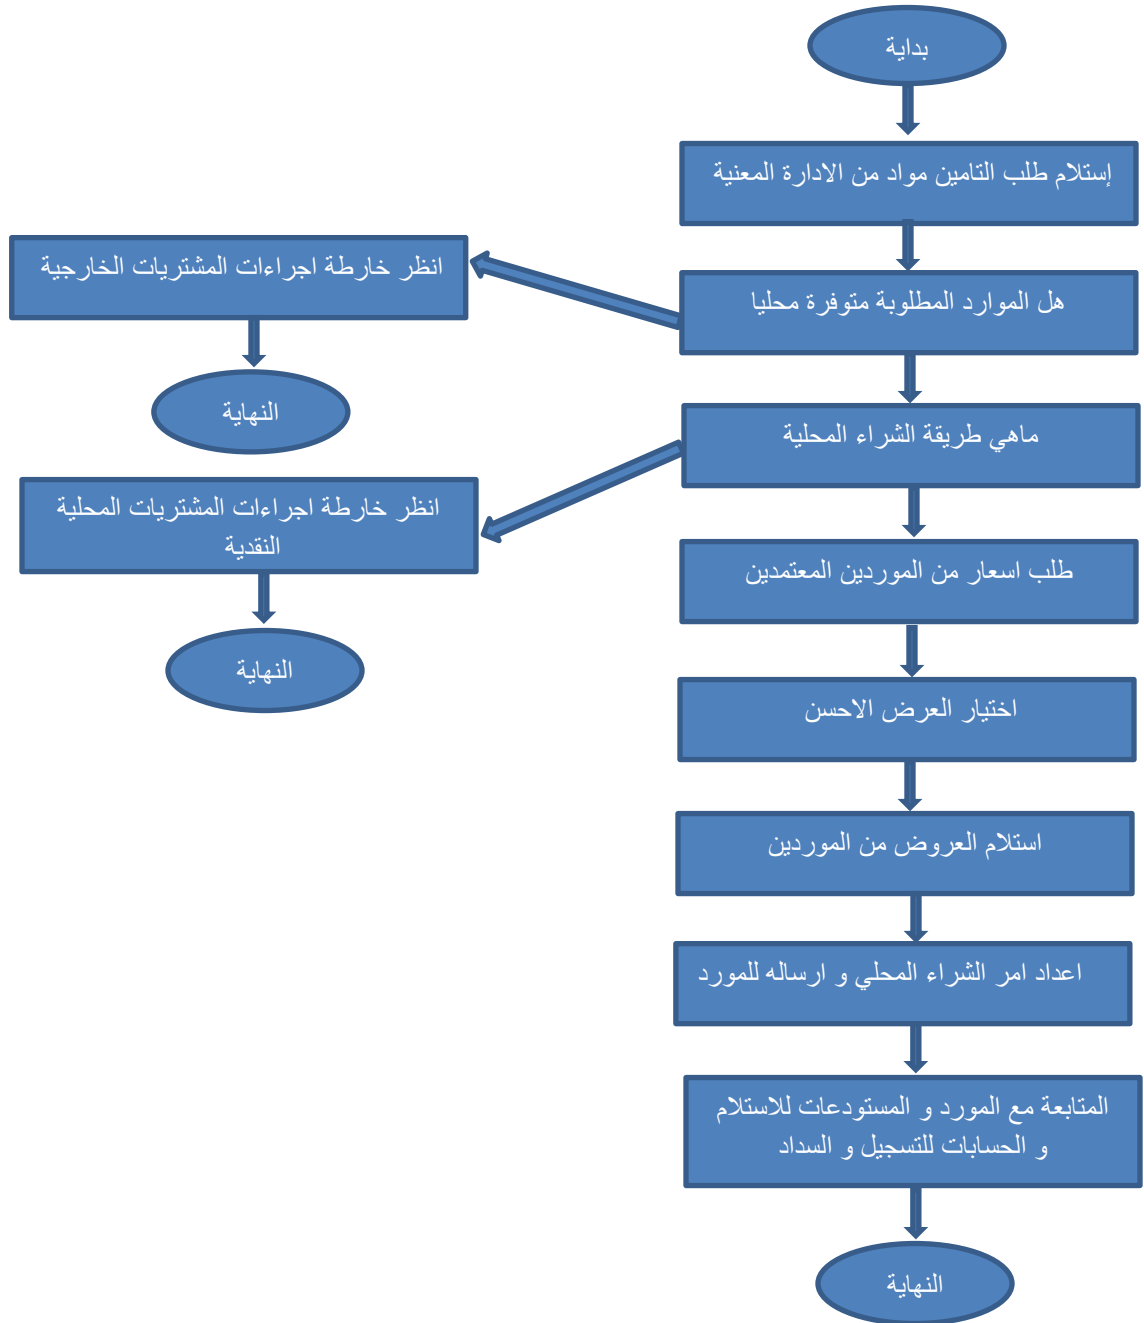 بداية
إستلام طلب التامين مواد من الادارة المعنية
انظر خارطة اجراءات المشتريات الخارجية
هل الموارد المطلوبة متوفرة محليا
النهاية
ماهي طريقة الشراء المحلية
انظر خارطة اجراءات المشتريات المحلية
النقدية
طلب اسعار من الموردين المعتمدين
النهاية
اختيار العرض الاحسن
استلام العروض من الموردين
اعداد امر الشراء المحلي و ارساله للمورد
المتابعة مع المورد و المستودعات للاستلام
و الحسابات للتسجيل و السداد
النهاية